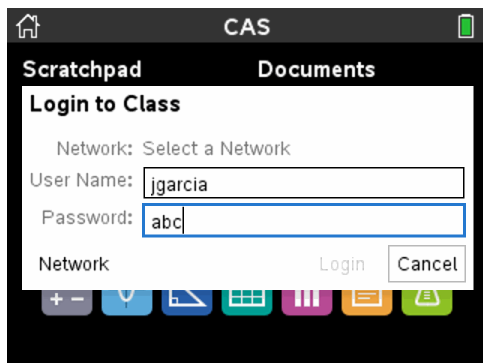 CAS
Scratchpad Documents
Login to Class
Network: Select a Network
User Name: jgarcia
Password: abc
Network Login Cancel